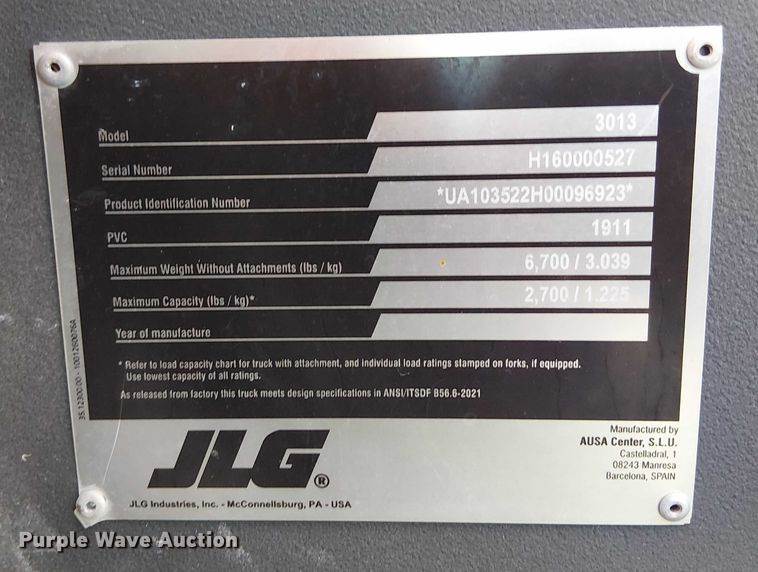 Model 3013
Serial Number H160000527
Product Identification Number *UA103522H00096923*
PVC 1911
Maximum Weight Without Attachments (lbs / kg) 6,700 / 3.039
Maximum Capacity (lbs / kg)* 2,700 / 1.225
Year of manufacture
* Refer to load capacity chart for truck with attachment, and individual load ratings stamped on forks, if equipped.
Use lowest capacity of all ratings.
As released from factory this truck meets design specifications in ANSI/ITSDF B56.6-2021
35.12300.00 - 1001260076A
JLG®
JLG Industries, Inc. - McConnellsburg, PA - USA
Manufactured by
AUSA Center, S.L.U.
Castelladral, 1
08243 Manresa
Barcelona, SPAIN
Purple Wave Auction